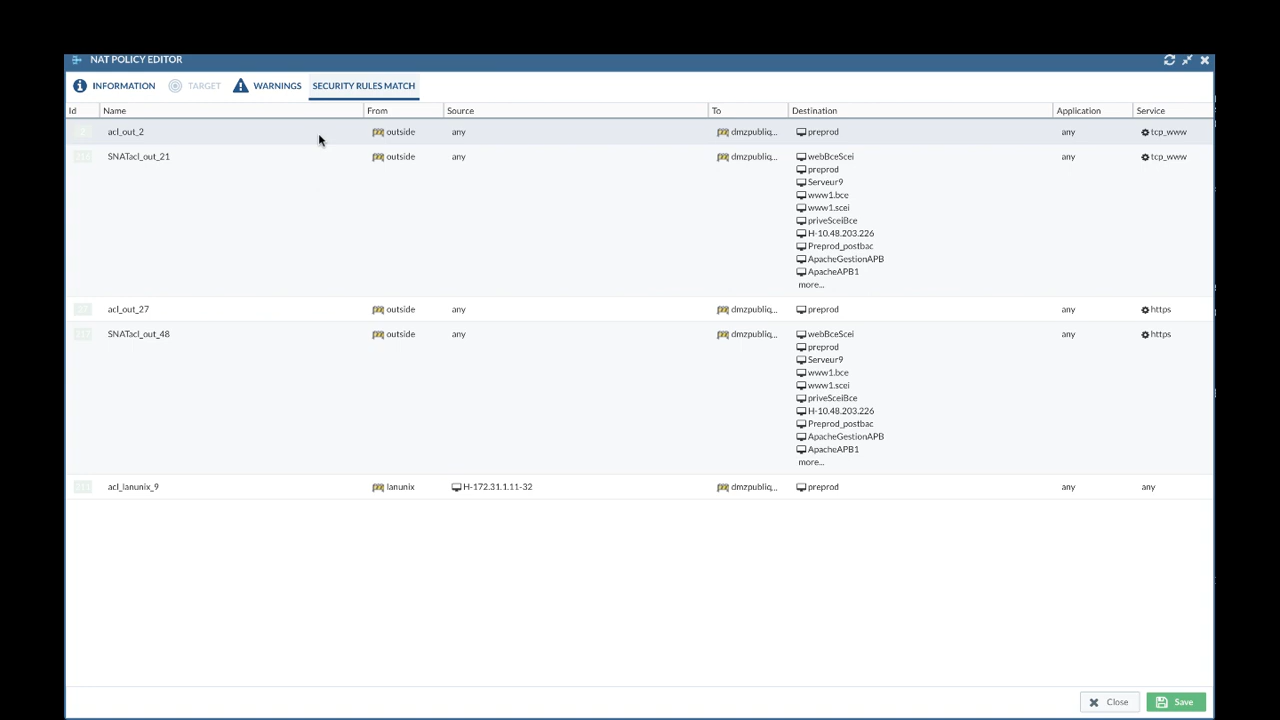 NAT POLICY EDITOR
INFORMATION TARGET WARNINGS SECURITY RULES MATCH
Id Name From Source To Destination Application Service
acl_out_2 outside any dmzpubliq... preprod any tcp_www
SNATacl_out_21 outside any dmzpubliq... webBceScei any tcp_www
preprod
Serveur9
www1.bce
www1.scei
priveSceiBce
H-10.48.203.226
Preprod_postbac
ApacheGestionAPB
ApacheAPB1
more...
acl_out_27 outside any dmzpubliq... preprod any https
SNATacl_out_48 outside any dmzpubliq... webBceScei any https
preprod
Serveur9
www1.bce
www1.scei
priveSceiBce
H-10.48.203.226
Preprod_postbac
ApacheGestionAPB
ApacheAPB1
more...
acl_lanunix_9 lanunix H-172.31.1.11-32 dmzpubliq... preprod any any
Close Save